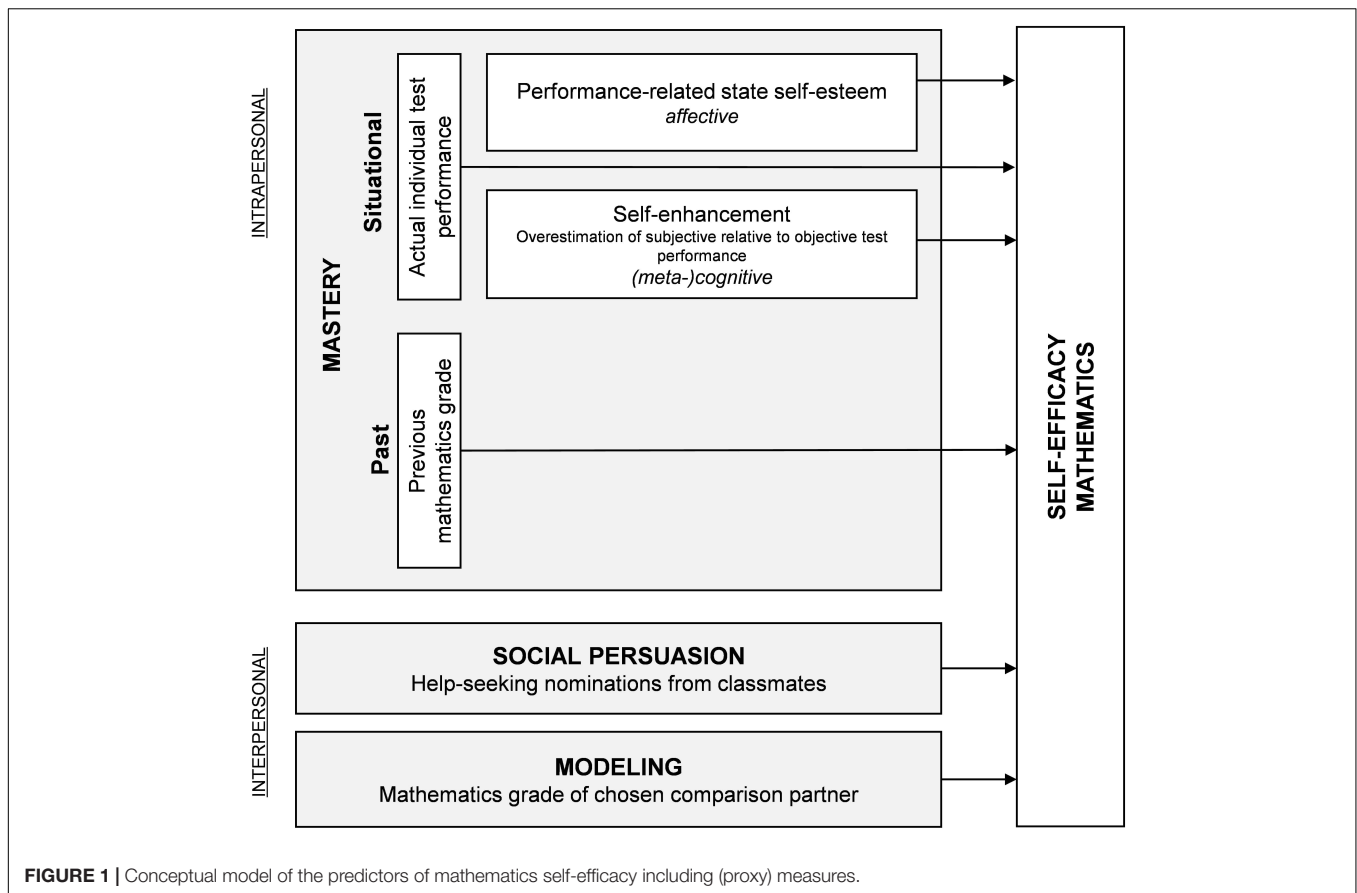 INTRAPERSONAL
MASTERY
Situational
Actual individual test
performance
Performance-related state self-esteem
affective
Self-enhancement
Overestimation of subjective relative to objective test
performance
(meta-)cognitive
Past
Previous
mathematics grade
SELF-EFFICACY
MATHEMATICS
INTERPERSONAL
SOCIAL PERSUASION
Help-seeking nominations from classmates
MODELING
Mathematics grade of chosen comparison partner
FIGURE 1 | Conceptual model of the predictors of mathematics self-efficacy including (proxy) measures.